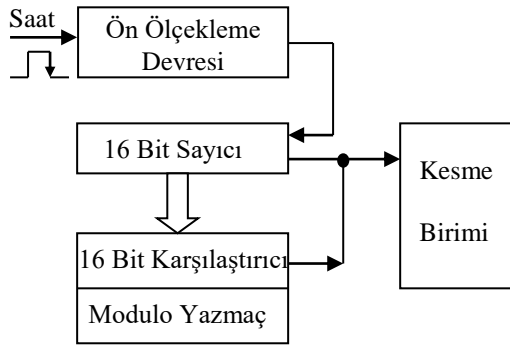 Saat
Ön Ölçekleme
Devresi
16 Bit Sayıcı
Kesme
Birimi
16 Bit Karşılaştırıcı
Modulo Yazmaç